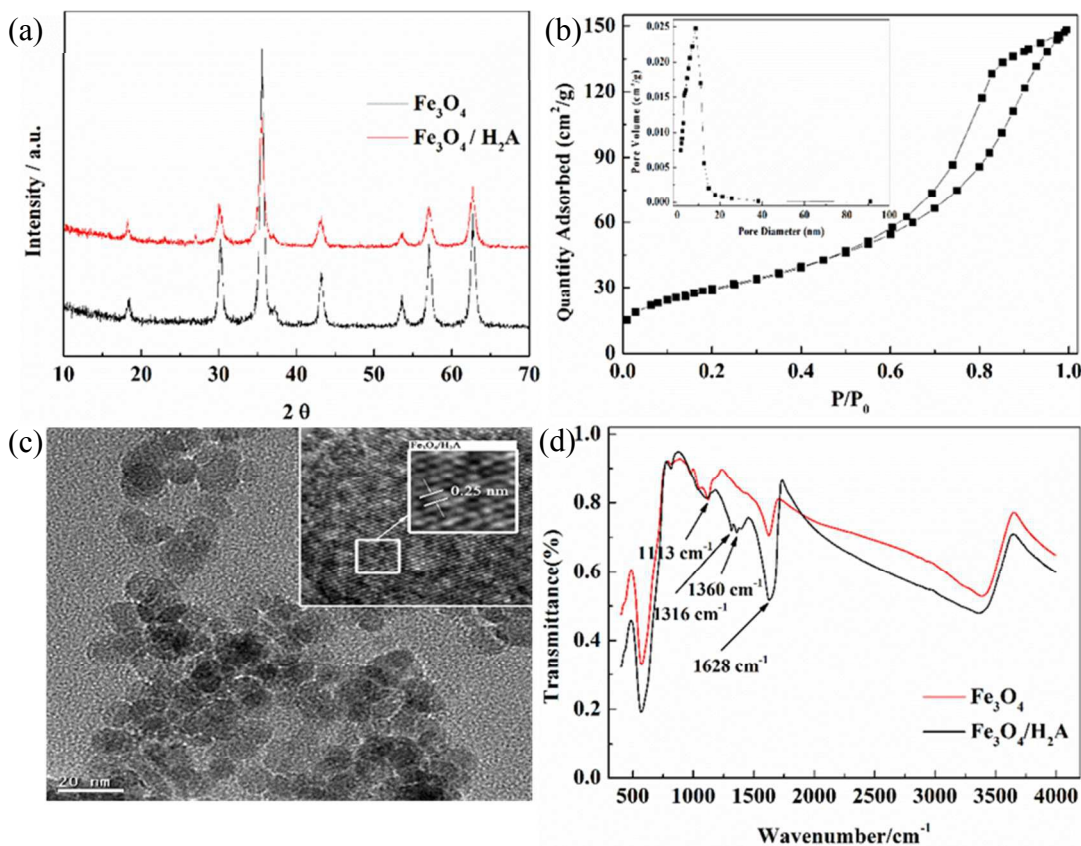 (a)
Fe₃O₄
Fe₃O₄ / H₂A
Intensity / a.u.
10 20 30 40 50 60 70
2 θ
(b)
150
120
90
60
30
0
Quantity Adsorbed (cm²/g)
0.0 0.2 0.4 0.6 0.8 1.0
P/P₀
0.025
0.020
0.015
0.010
0.005
0.000
Pore Volume (cm³/g)
0 20 40 60 80 100
Pore Diameter (nm)
(c)
Fe₃O₄/H₂A
0.25 nm
20 nm
(d)
1.0
0.8
0.6
0.4
0.2
0.0
Transmittance(%)
1113 cm⁻¹
1360 cm⁻¹
1316 cm⁻¹
1628 cm⁻¹
Fe₃O₄
Fe₃O₄/H₂A
500 1000 1500 2000 2500 3000 3500 4000
Wavenumber/cm⁻¹